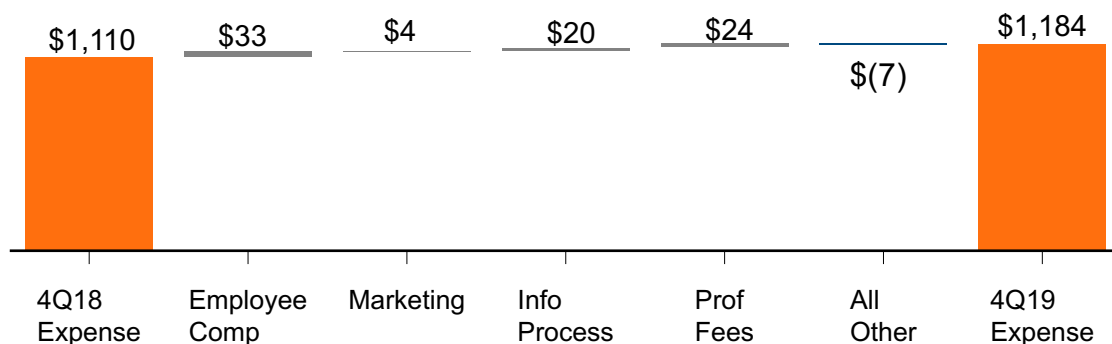 $1,110
$33
$4
$20
$24
$(7)
$1,184
4Q18
Expense
Employee
Comp
Marketing
Info
Process
Prof
Fees
All
Other
4Q19
Expense